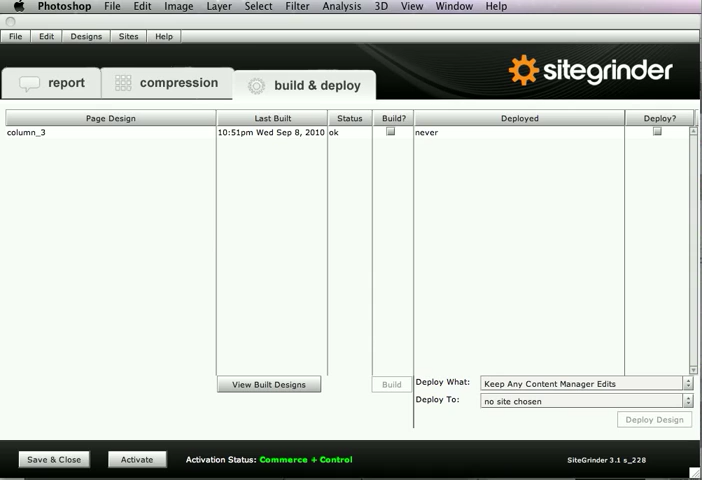 Photoshop File Edit Image Layer Select Filter Analysis 3D View Window Help
File Edit Designs Sites Help
report compression build & deploy sitegrinder
Page Design Last Built Status Build? Deployed Deploy?
column_3 10:51pm Wed Sep 8, 2010 ok never
View Built Designs Build Deploy What: Keep Any Content Manager Edits
Deploy To: no site chosen
Deploy Design
Save & Close Activate Activation Status: Commerce + Control SiteGrinder 3.1 s_228